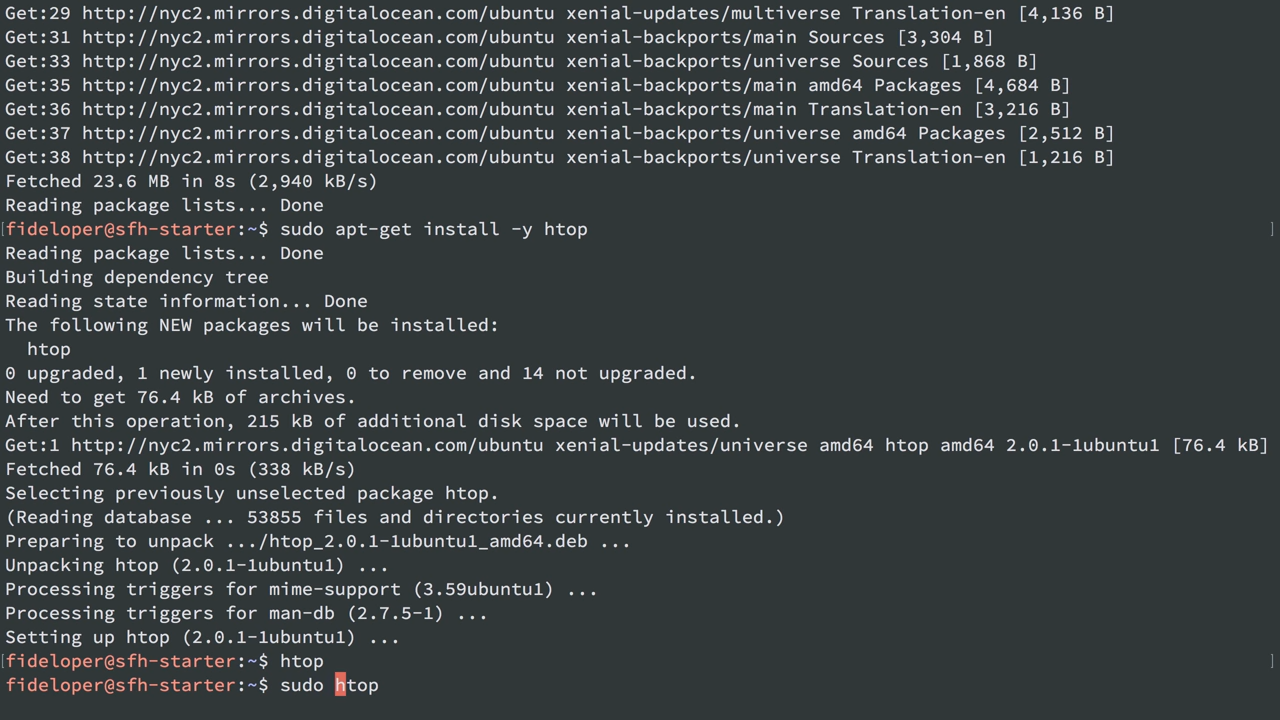 Get:29 http://nyc2.mirrors.digitalocean.com/ubuntu xenial-updates/multiverse Translation-en [4,136 B]
Get:31 http://nyc2.mirrors.digitalocean.com/ubuntu xenial-backports/main Sources [3,304 B]
Get:33 http://nyc2.mirrors.digitalocean.com/ubuntu xenial-backports/universe Sources [1,868 B]
Get:35 http://nyc2.mirrors.digitalocean.com/ubuntu xenial-backports/main amd64 Packages [4,684 B]
Get:36 http://nyc2.mirrors.digitalocean.com/ubuntu xenial-backports/main Translation-en [3,216 B]
Get:37 http://nyc2.mirrors.digitalocean.com/ubuntu xenial-backports/universe amd64 Packages [2,512 B]
Get:38 http://nyc2.mirrors.digitalocean.com/ubuntu xenial-backports/universe Translation-en [1,216 B]
Fetched 23.6 MB in 8s (2,940 kB/s)
Reading package lists... Done
[fideloper@sfh-starter:~$ sudo apt-get install -y htop ]
Reading package lists... Done
Building dependency tree
Reading state information... Done
The following NEW packages will be installed:
  htop
0 upgraded, 1 newly installed, 0 to remove and 14 not upgraded.
Need to get 76.4 kB of archives.
After this operation, 215 kB of additional disk space will be used.
Get:1 http://nyc2.mirrors.digitalocean.com/ubuntu xenial-updates/universe amd64 htop amd64 2.0.1-1ubuntu1 [76.4 kB]
Fetched 76.4 kB in 0s (338 kB/s)
Selecting previously unselected package htop.
(Reading database ... 53855 files and directories currently installed.)
Preparing to unpack .../htop_2.0.1-1ubuntu1_amd64.deb ...
Unpacking htop (2.0.1-1ubuntu1) ...
Processing triggers for mime-support (3.59ubuntu1) ...
Processing triggers for man-db (2.7.5-1) ...
Setting up htop (2.0.1-1ubuntu1) ...
[fideloper@sfh-starter:~$ htop ]
fideloper@sfh-starter:~$ sudo htop